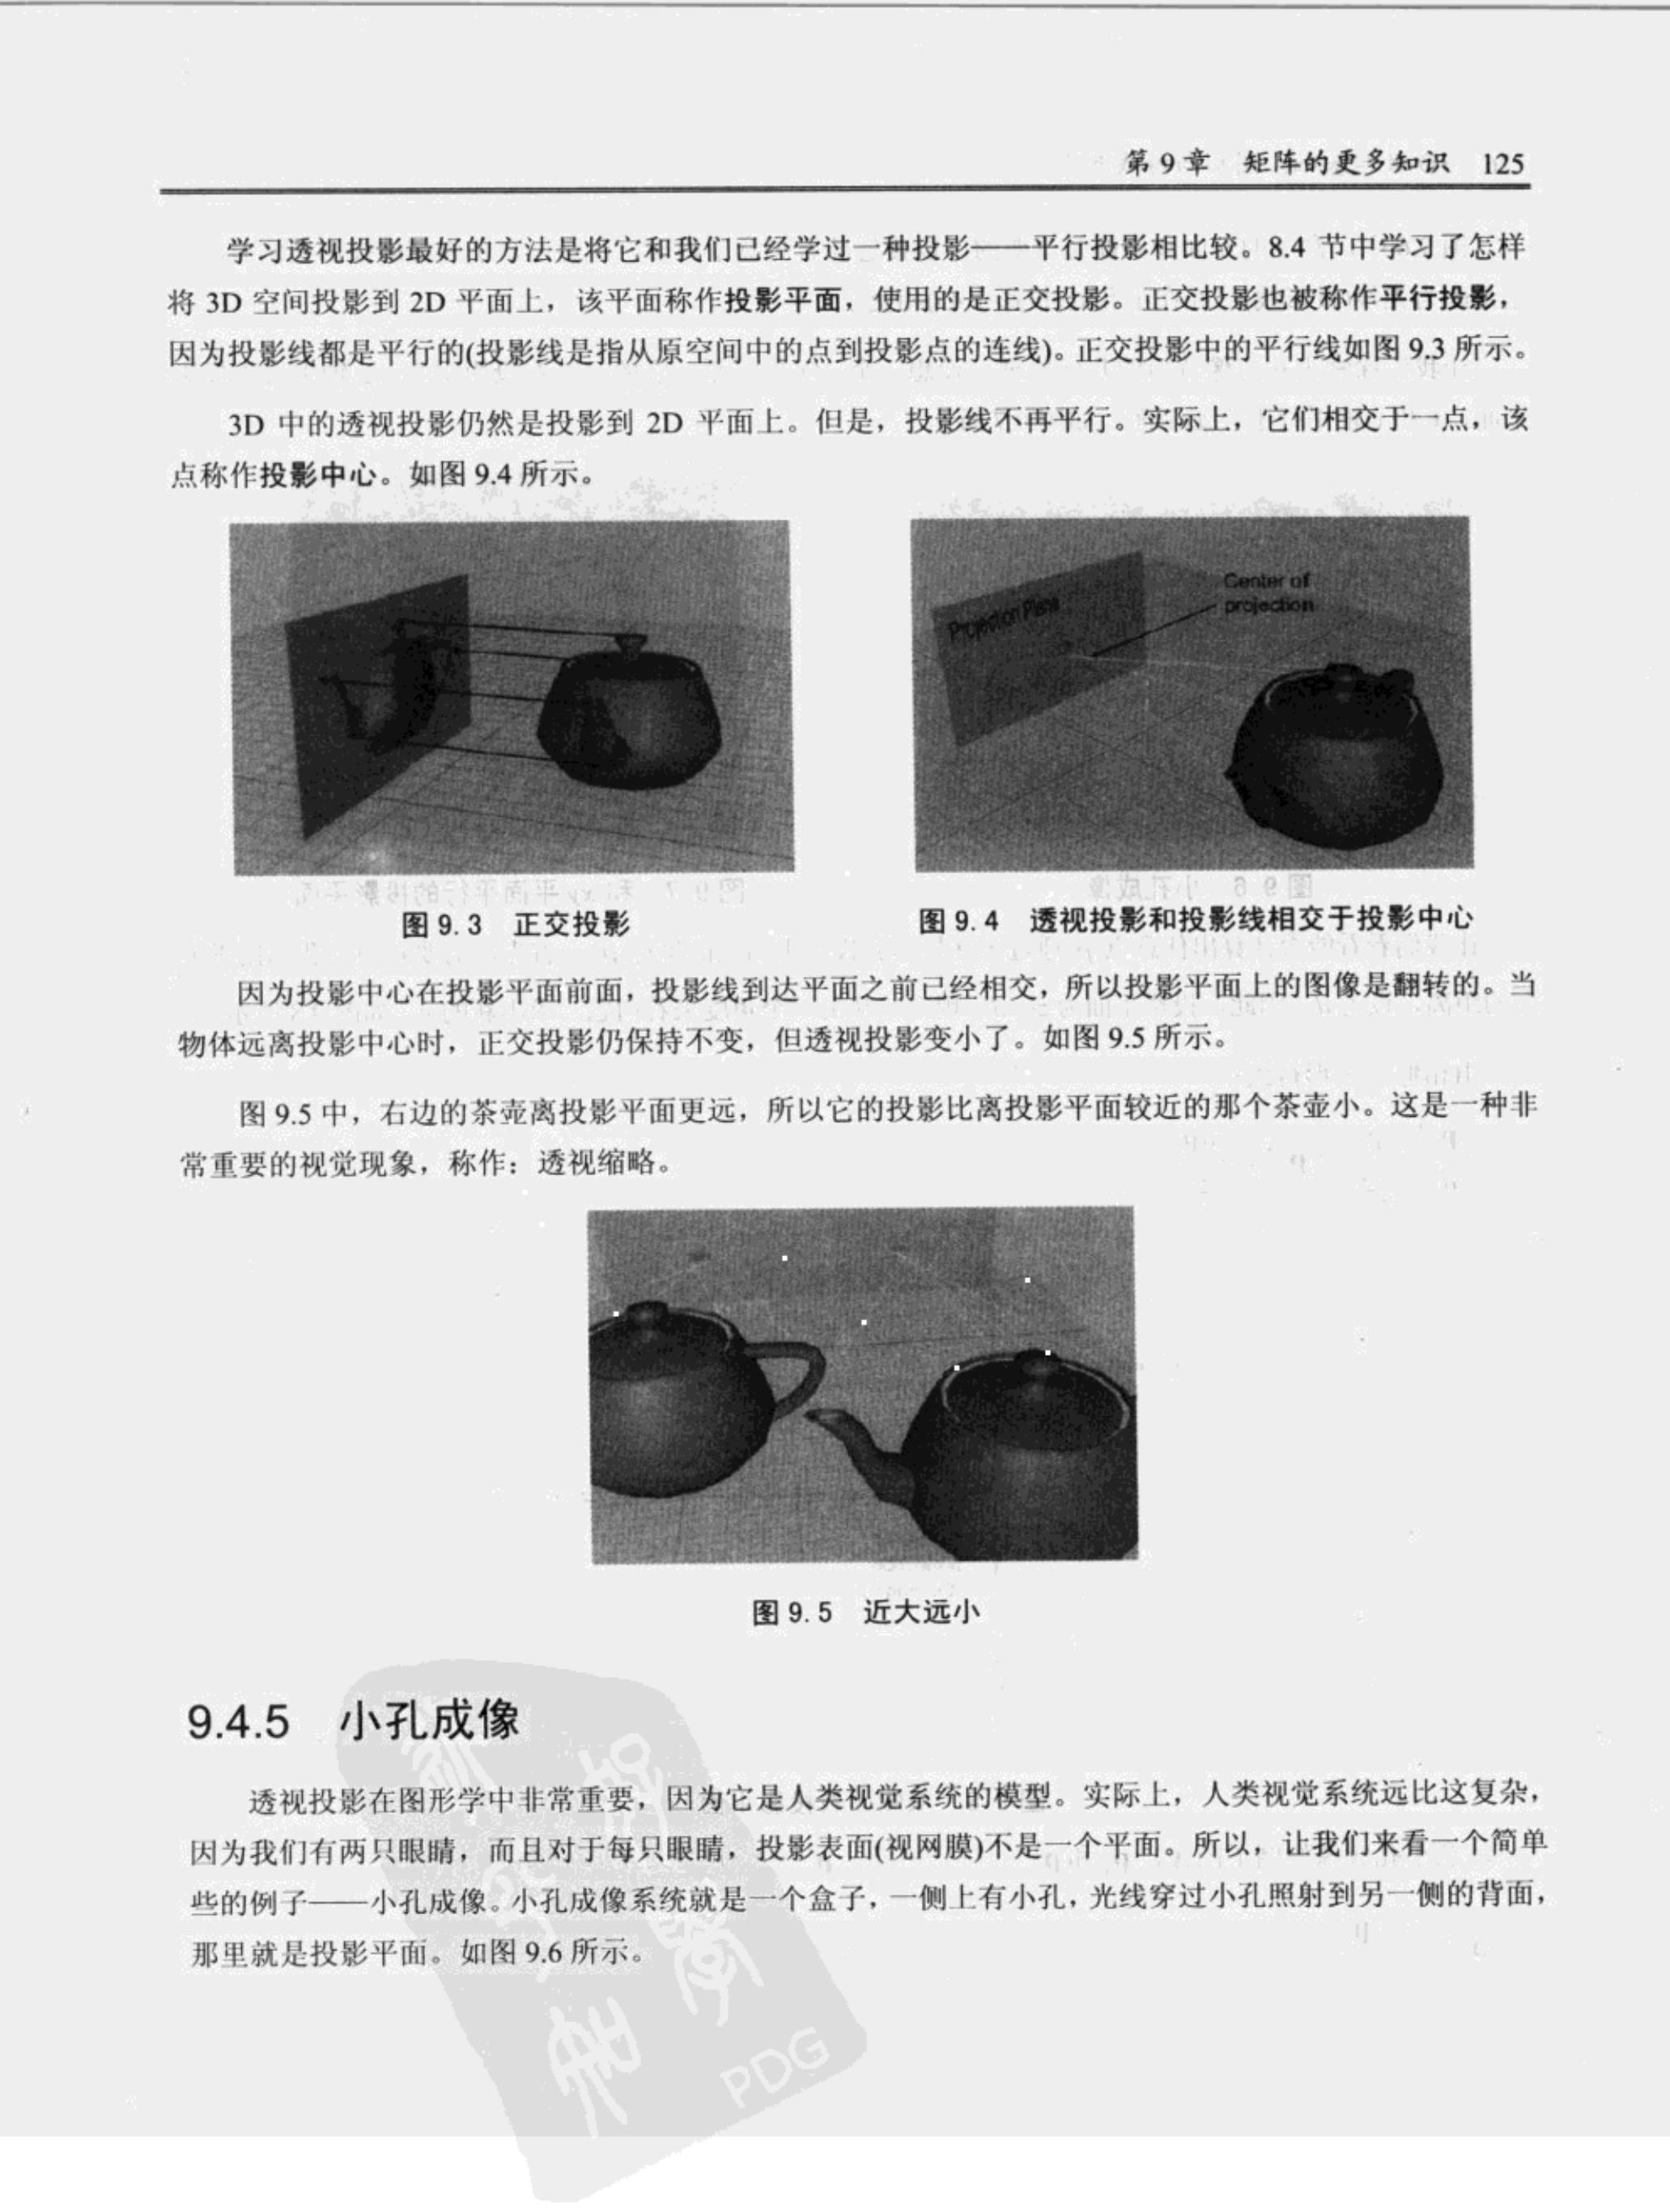 第 9 章 矩阵的更多知识 125
学习透视投影最好的方法是将它和我们已经学过一种投影——平行投影相比较。8.4 节中学习了怎样
将 3D 空间投影到 2D 平面上，该平面称作投影平面，使用的是正交投影。正交投影也被称作平行投影，
因为投影线都是平行的(投影线是指从原空间中的点到投影点的连线)。正交投影中的平行线如图 9.3 所示。
3D 中的透视投影仍然是投影到 2D 平面上。但是，投影线不再平行。实际上，它们相交于一点，该
点称作投影中心。如图 9.4 所示。
Projection Plane
Center of
projection
图 9.3 正交投影
图 9.4 透视投影和投影线相交于投影中心
因为投影中心在投影平面前面，投影线到达平面之前已经相交，所以投影平面上的图像是翻转的。当
物体远离投影中心时，正交投影仍保持不变，但透视投影变小了。如图 9.5 所示。
图 9.5 中，右边的茶壶离投影平面更远，所以它的投影比离投影平面较近的那个茶壶小。这是一种非
常重要的视觉现象，称作：透视缩略。
图 9.5 近大远小
9.4.5 小孔成像
透视投影在图形学中非常重要，因为它是人类视觉系统的模型。实际上，人类视觉系统远比这复杂，
因为我们有两只眼睛，而且对于每只眼睛，投影表面(视网膜)不是一个平面。所以，让我们来看一个简单
些的例子——小孔成像。小孔成像系统就是一个盒子，一侧上有小孔，光线穿过小孔照射到另一侧的背面，
那里就是投影平面。如图 9.6 所示。
PDG